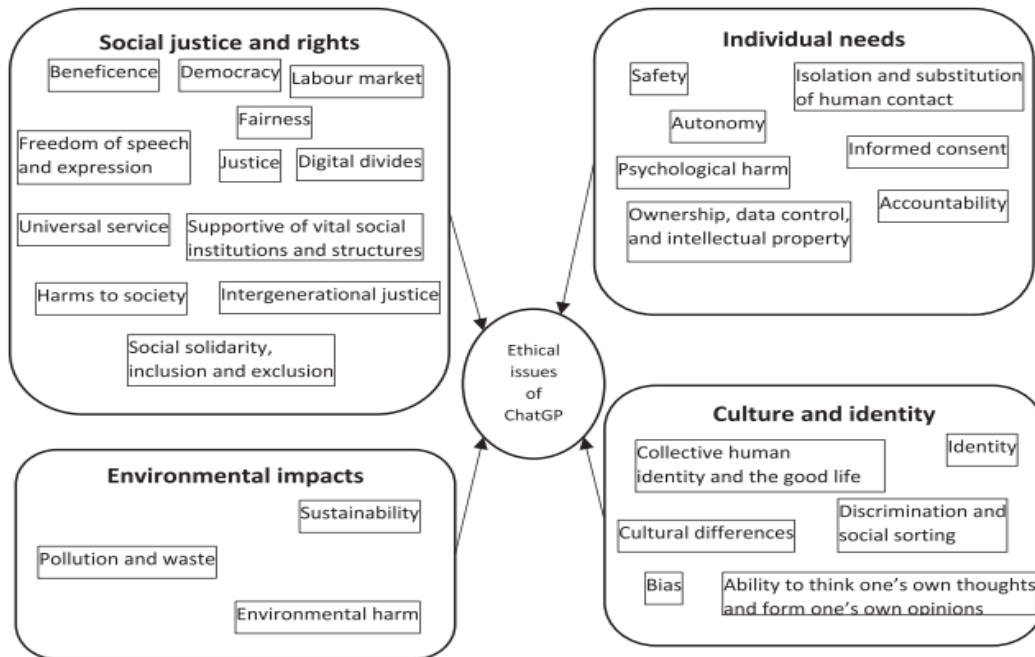 Social justice and rights
Beneficence
Democracy
Labour market
Fairness
Freedom of speech
and expression
Justice
Digital divides
Universal service
Supportive of vital social
institutions and structures
Harms to society
Intergenerational justice
Social solidarity,
inclusion and exclusion
Individual needs
Safety
Isolation and substitution
of human contact
Autonomy
Informed consent
Psychological harm
Accountability
Ownership, data control,
and intellectual property
Ethical
issues
of
ChatGP
Environmental impacts
Sustainability
Pollution and waste
Environmental harm
Culture and identity
Collective human
identity and the good life
Identity
Discrimination and
social sorting
Cultural differences
Bias
Ability to think one’s own thoughts
and form one’s own opinions